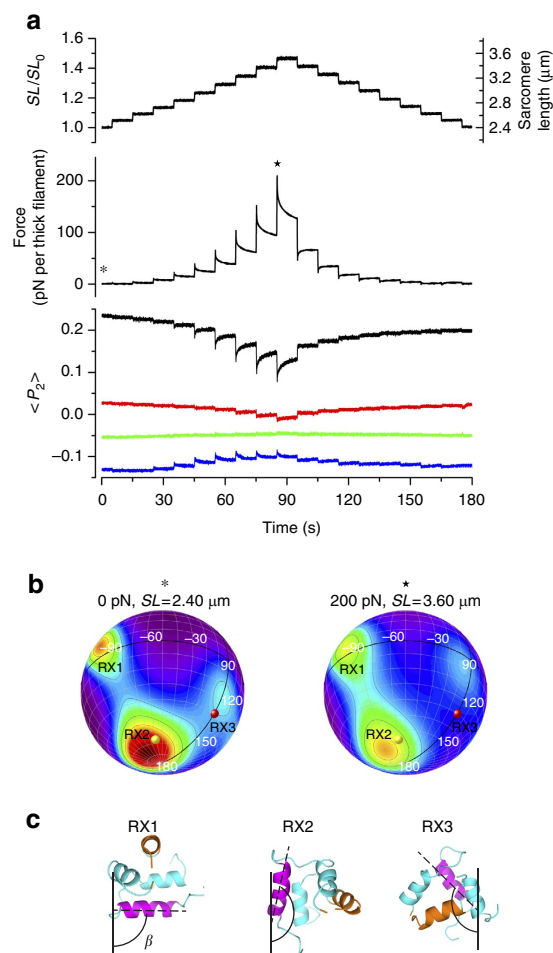 a
1.6
1.4
1.2
1.0
SL/SL0
3.6
3.2
2.8
2.4
Sarcomere
length (μm)
★
200
100
0
Force
(pN per thick filament)
*
0.2
0.1
0.0
−0.1
< P2 >
0 30 60 90 120 150 180
Time (s)
b
* ★
0 pN, SL=2.40 μm 200 pN, SL=3.60 μm
−90 −60 −30 90 120 150 180
RX1 RX2 RX3
−90 −60 −30 90 120 150 180
RX1 RX2 RX3
c
RX1 RX2 RX3
β